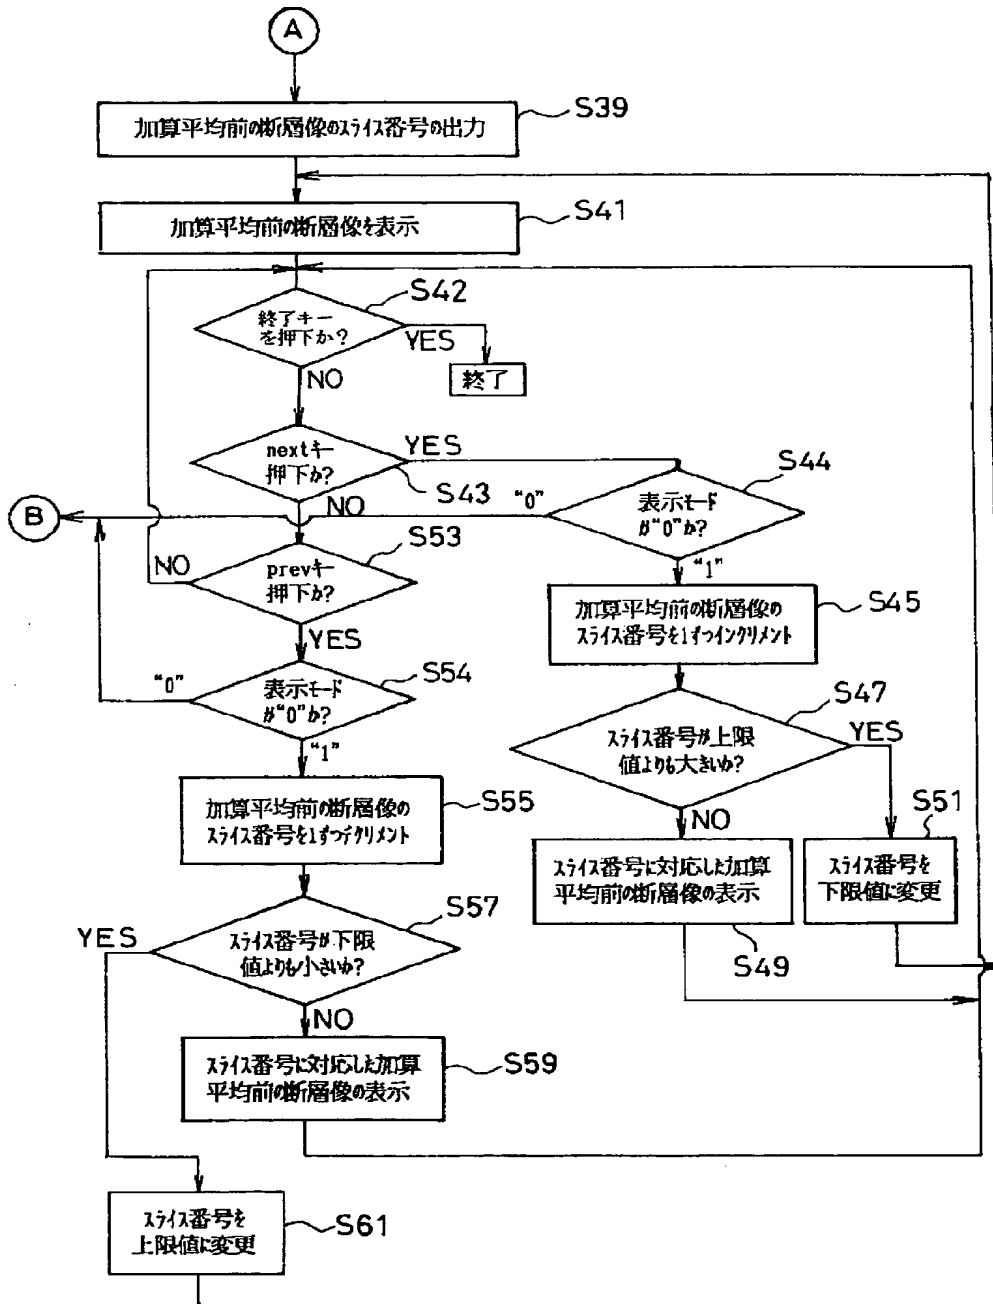 A
加算平均前の断層像のスライス番号の出力
S39
加算平均前の断層像を表示
S41
終了キー
を押下か?
S42
YES
終了
NO
nextキー
押下か?
YES
S43
NO
表示モード
が"0"か?
S44
"0"
"1"
B
prevキー
押下か?
S53
NO
YES
加算平均前の断層像の
スライス番号を1ずつインクリメント
S45
表示モード
が"0"か?
S54
"0"
"1"
スライス番号が上限
値よりも大きいか?
S47
YES
NO
加算平均前の断層像の
スライス番号を1ずつデクリメント
S55
スライス番号に対応した加算
平均前の断層像の表示
S49
スライス番号を
下限値に変更
S51
スライス番号が下限
値よりも小さいか?
S57
YES
NO
スライス番号に対応した加算
平均前の断層像の表示
S59
スライス番号を
上限値に変更
S61